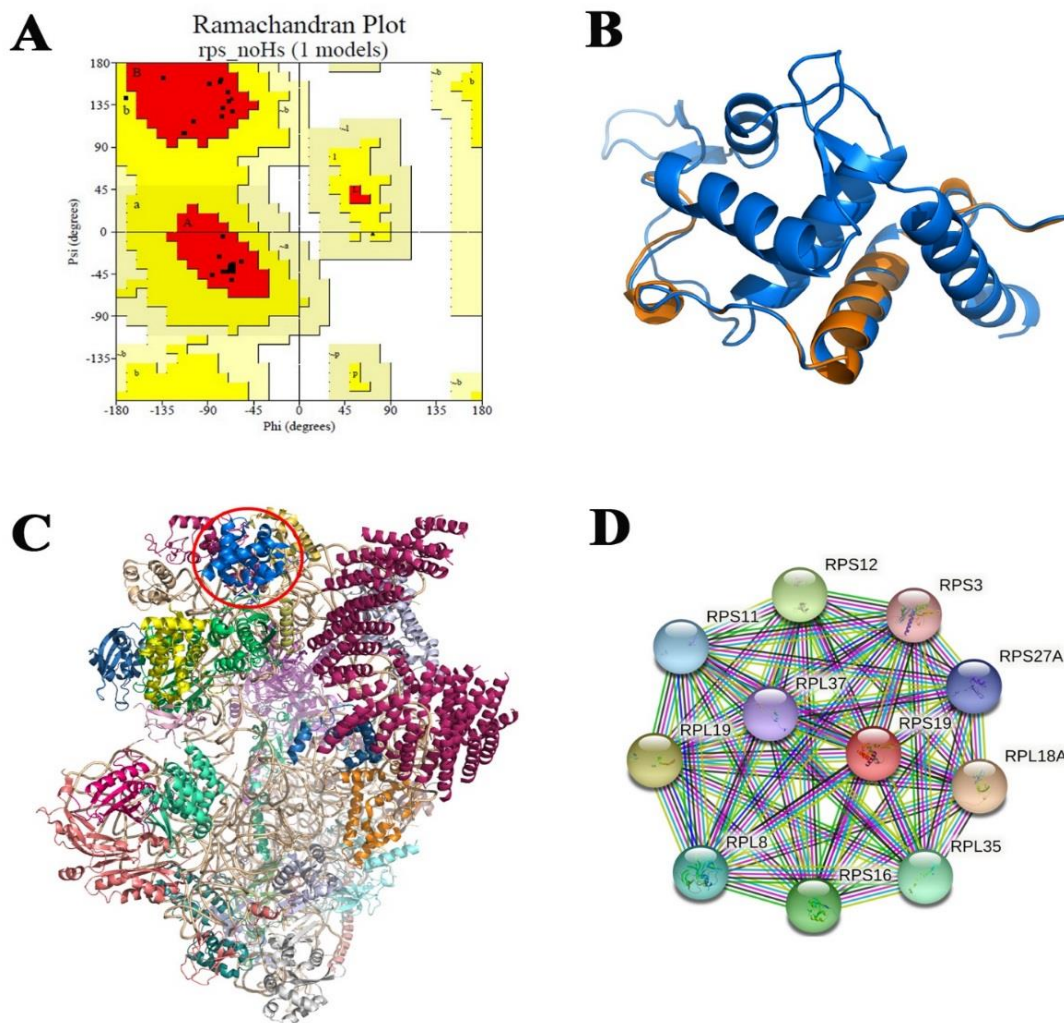 A
Ramachandran Plot
rps_noHs (1 models)
B
b
a
A
l
l
a
b
b
b
b
b
b
p
p
b
b
180
135
90
45
0
-45
-90
-135
Psi (degrees)
-180 -135 -90 -45 0 45 90 135 180
Phi (degrees)
B
C
D
RPS12
RPS3
RPS11
RPS27A
RPL37
RPS19
RPL19
RPL18A
RPL8
RPL35
RPS16